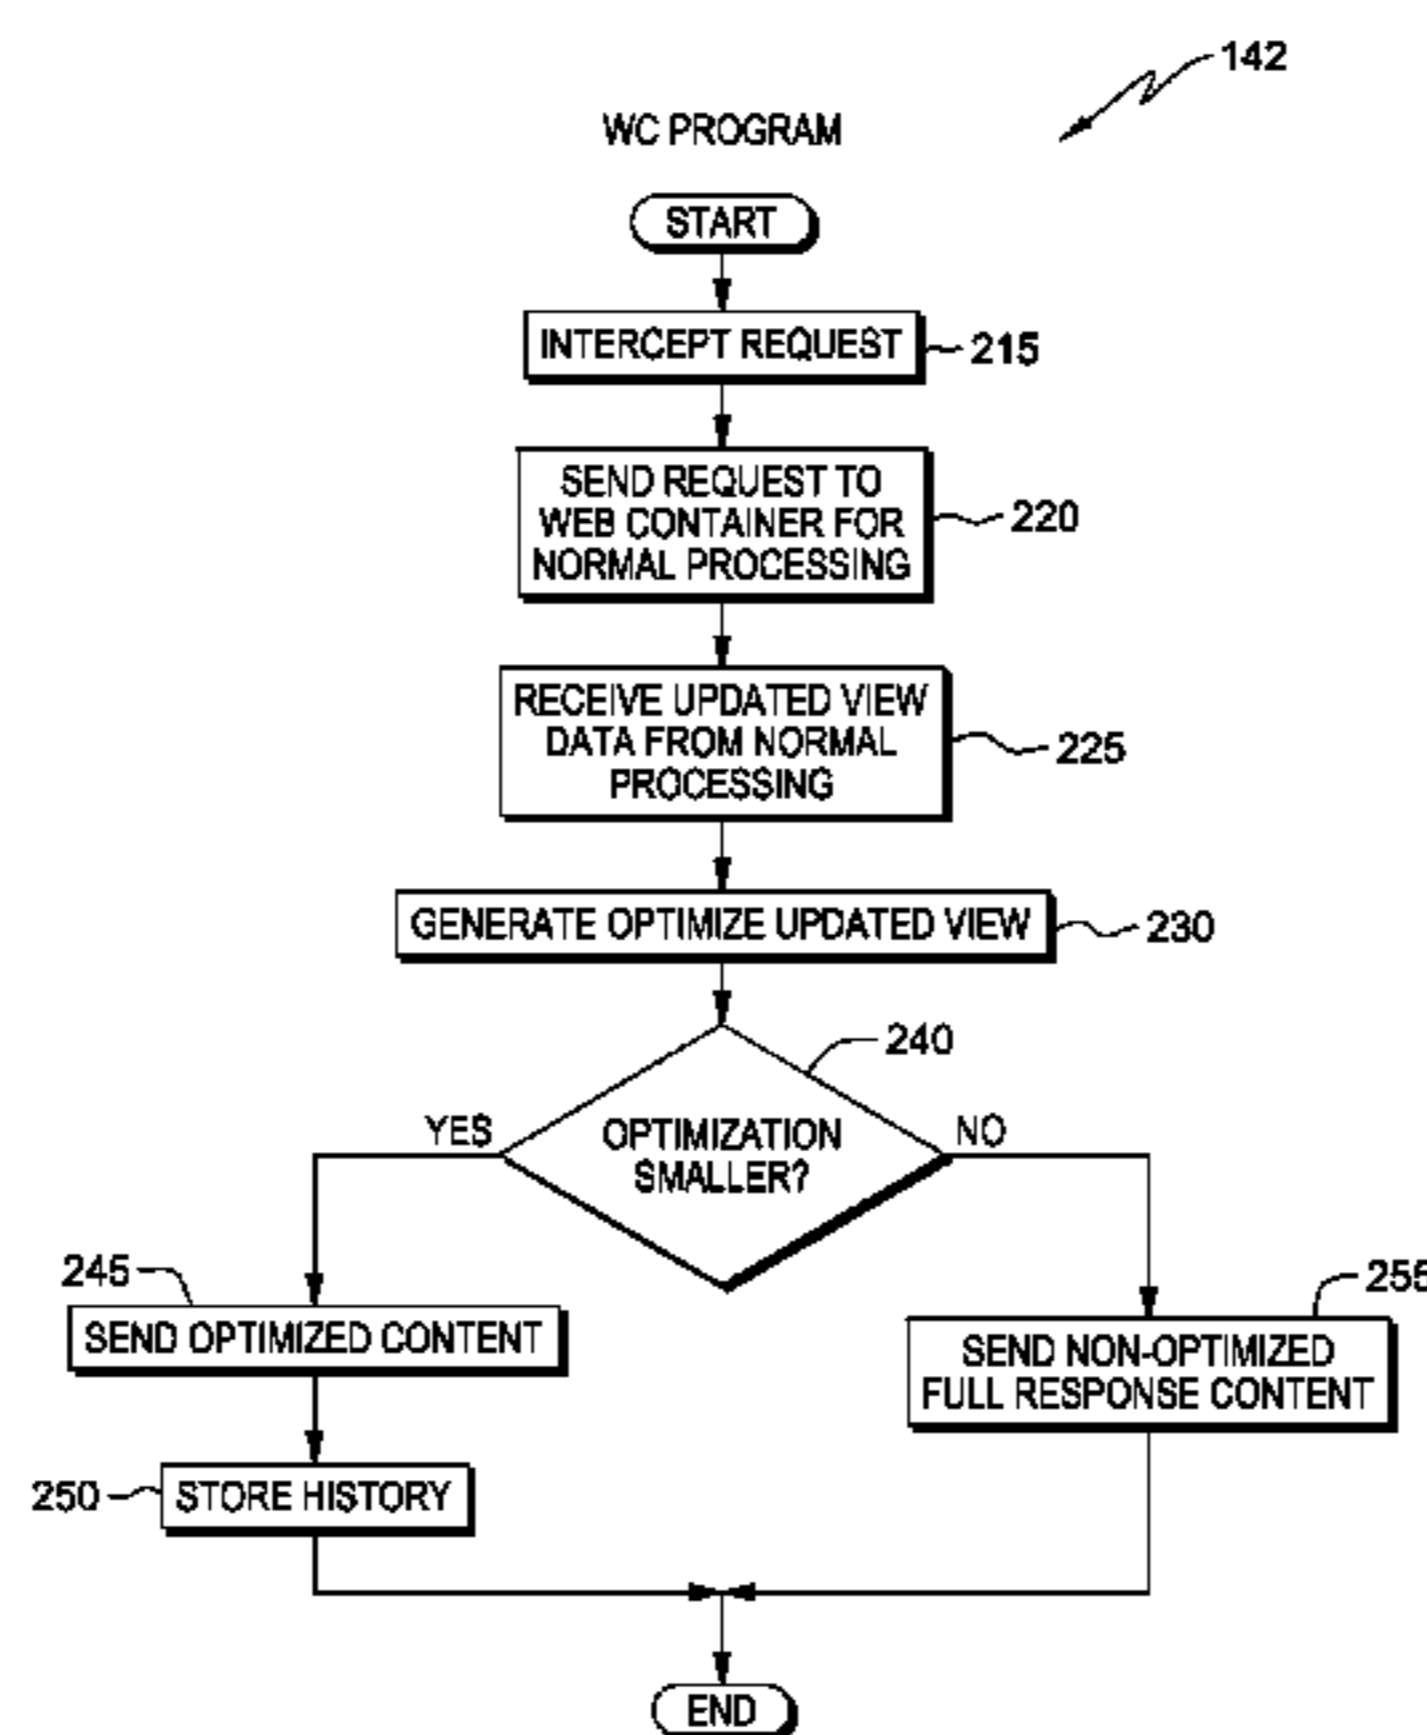 142
WC PROGRAM
START
INTERCEPT REQUEST
215
SEND REQUEST TO
WEB CONTAINER FOR
NORMAL PROCESSING
220
RECEIVE UPDATED VIEW
DATA FROM NORMAL
PROCESSING
225
GENERATE OPTIMIZE UPDATED VIEW
230
240
YES
OPTIMIZATION
SMALLER?
NO
245
SEND OPTIMIZED CONTENT
255
SEND NON-OPTIMIZED
FULL RESPONSE CONTENT
250
STORE HISTORY
END